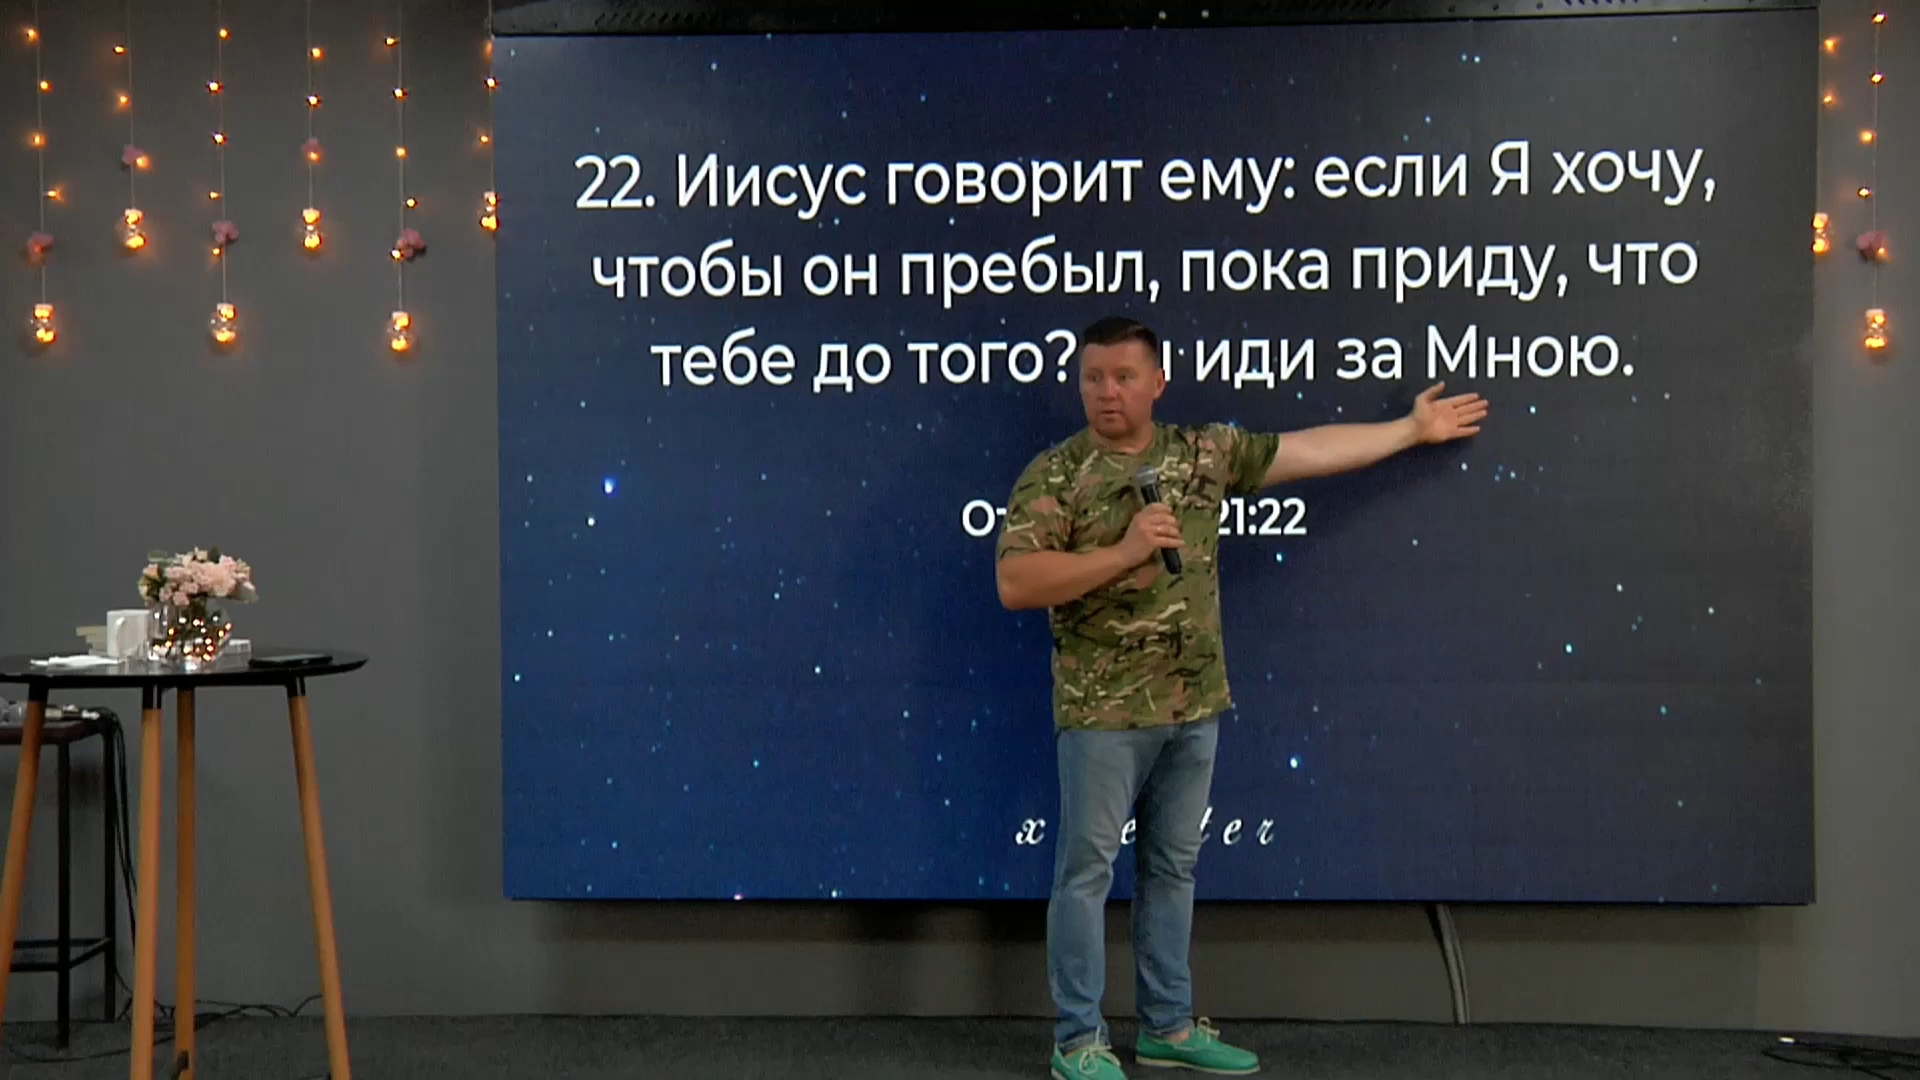 22. Иисус говорит ему: если Я хочу,
чтобы он пребыл, пока приду, что
тебе до того? иди за Мною.
21:22